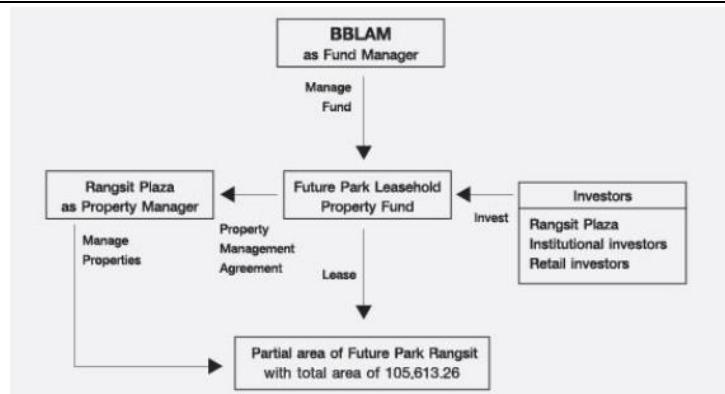 BBLAM
as Fund Manager
Manage
Fund
Rangsit Plaza
as Property Manager
Future Park Leasehold
Property Fund
Investors
Rangsit Plaza
Institutional investors
Retail investors
Invest
Property
Management
Agreement
Manage
Properties
Lease
Partial area of Future Park Rangsit
with total area of 105,613.26